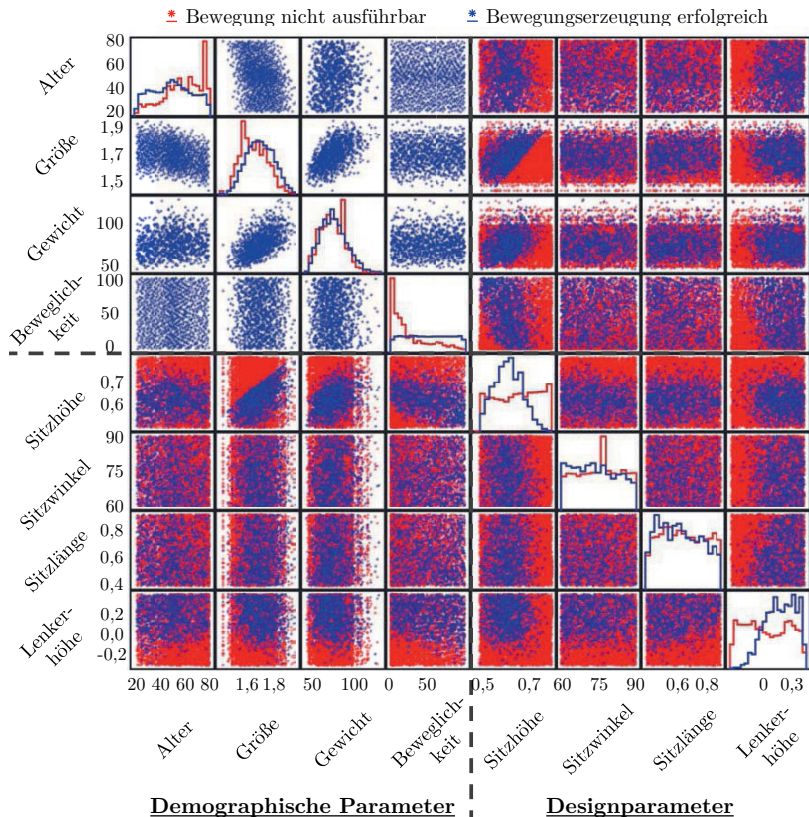 * Bewegung nicht ausführbar
* Bewegungserzeugung erfolgreich
Alter
80
60
40
20
Größe
1,9
1,7
1,5
Gewicht
100
50
Beweglich-
keit
100
50
0
Sitzhöhe
0,7
0,6
Sitzwinkel
90
75
60
Sitzlänge
0,8
0,6
0,4
Lenker-
höhe
0,2
0,0
-0,2
20 40 60 80
1,6 1,8
50 100
0 50
0,5 0,7
60 75 90
0,6 0,8
0 0,3
Alter
Größe
Gewicht
Beweglich-
keit
Sitzhöhe
Sitzwinkel
Sitzlänge
Lenker-
höhe
Demographische Parameter
Designparameter